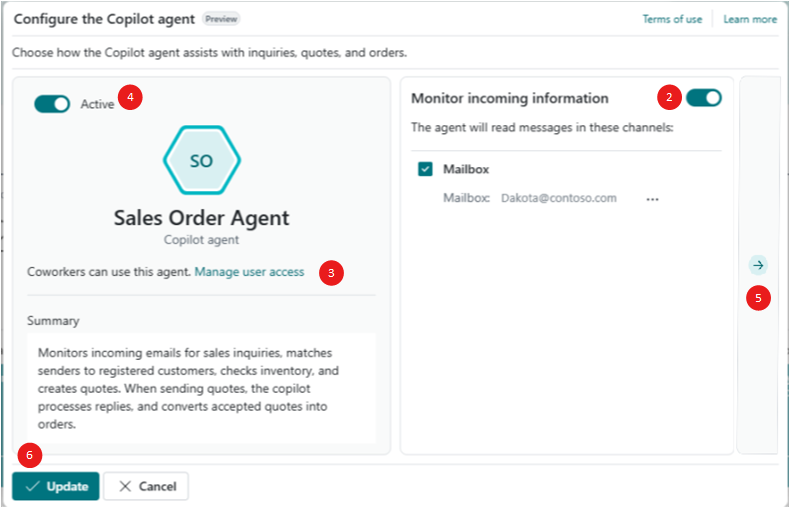 Configure the Copilot agent Preview
Terms of use Learn more
Choose how the Copilot agent assists with inquiries, quotes, and orders.
Active 4
SO
Sales Order Agent
Copilot agent
Coworkers can use this agent. Manage user access 3
Summary
Monitors incoming emails for sales inquiries, matches
senders to registered customers, checks inventory, and
creates quotes. When sending quotes, the copilot
processes replies, and converts accepted quotes into
orders.
Monitor incoming information 2
The agent will read messages in these channels:
Mailbox
Mailbox: Dakota@contoso.com ...
5
6
Update Cancel